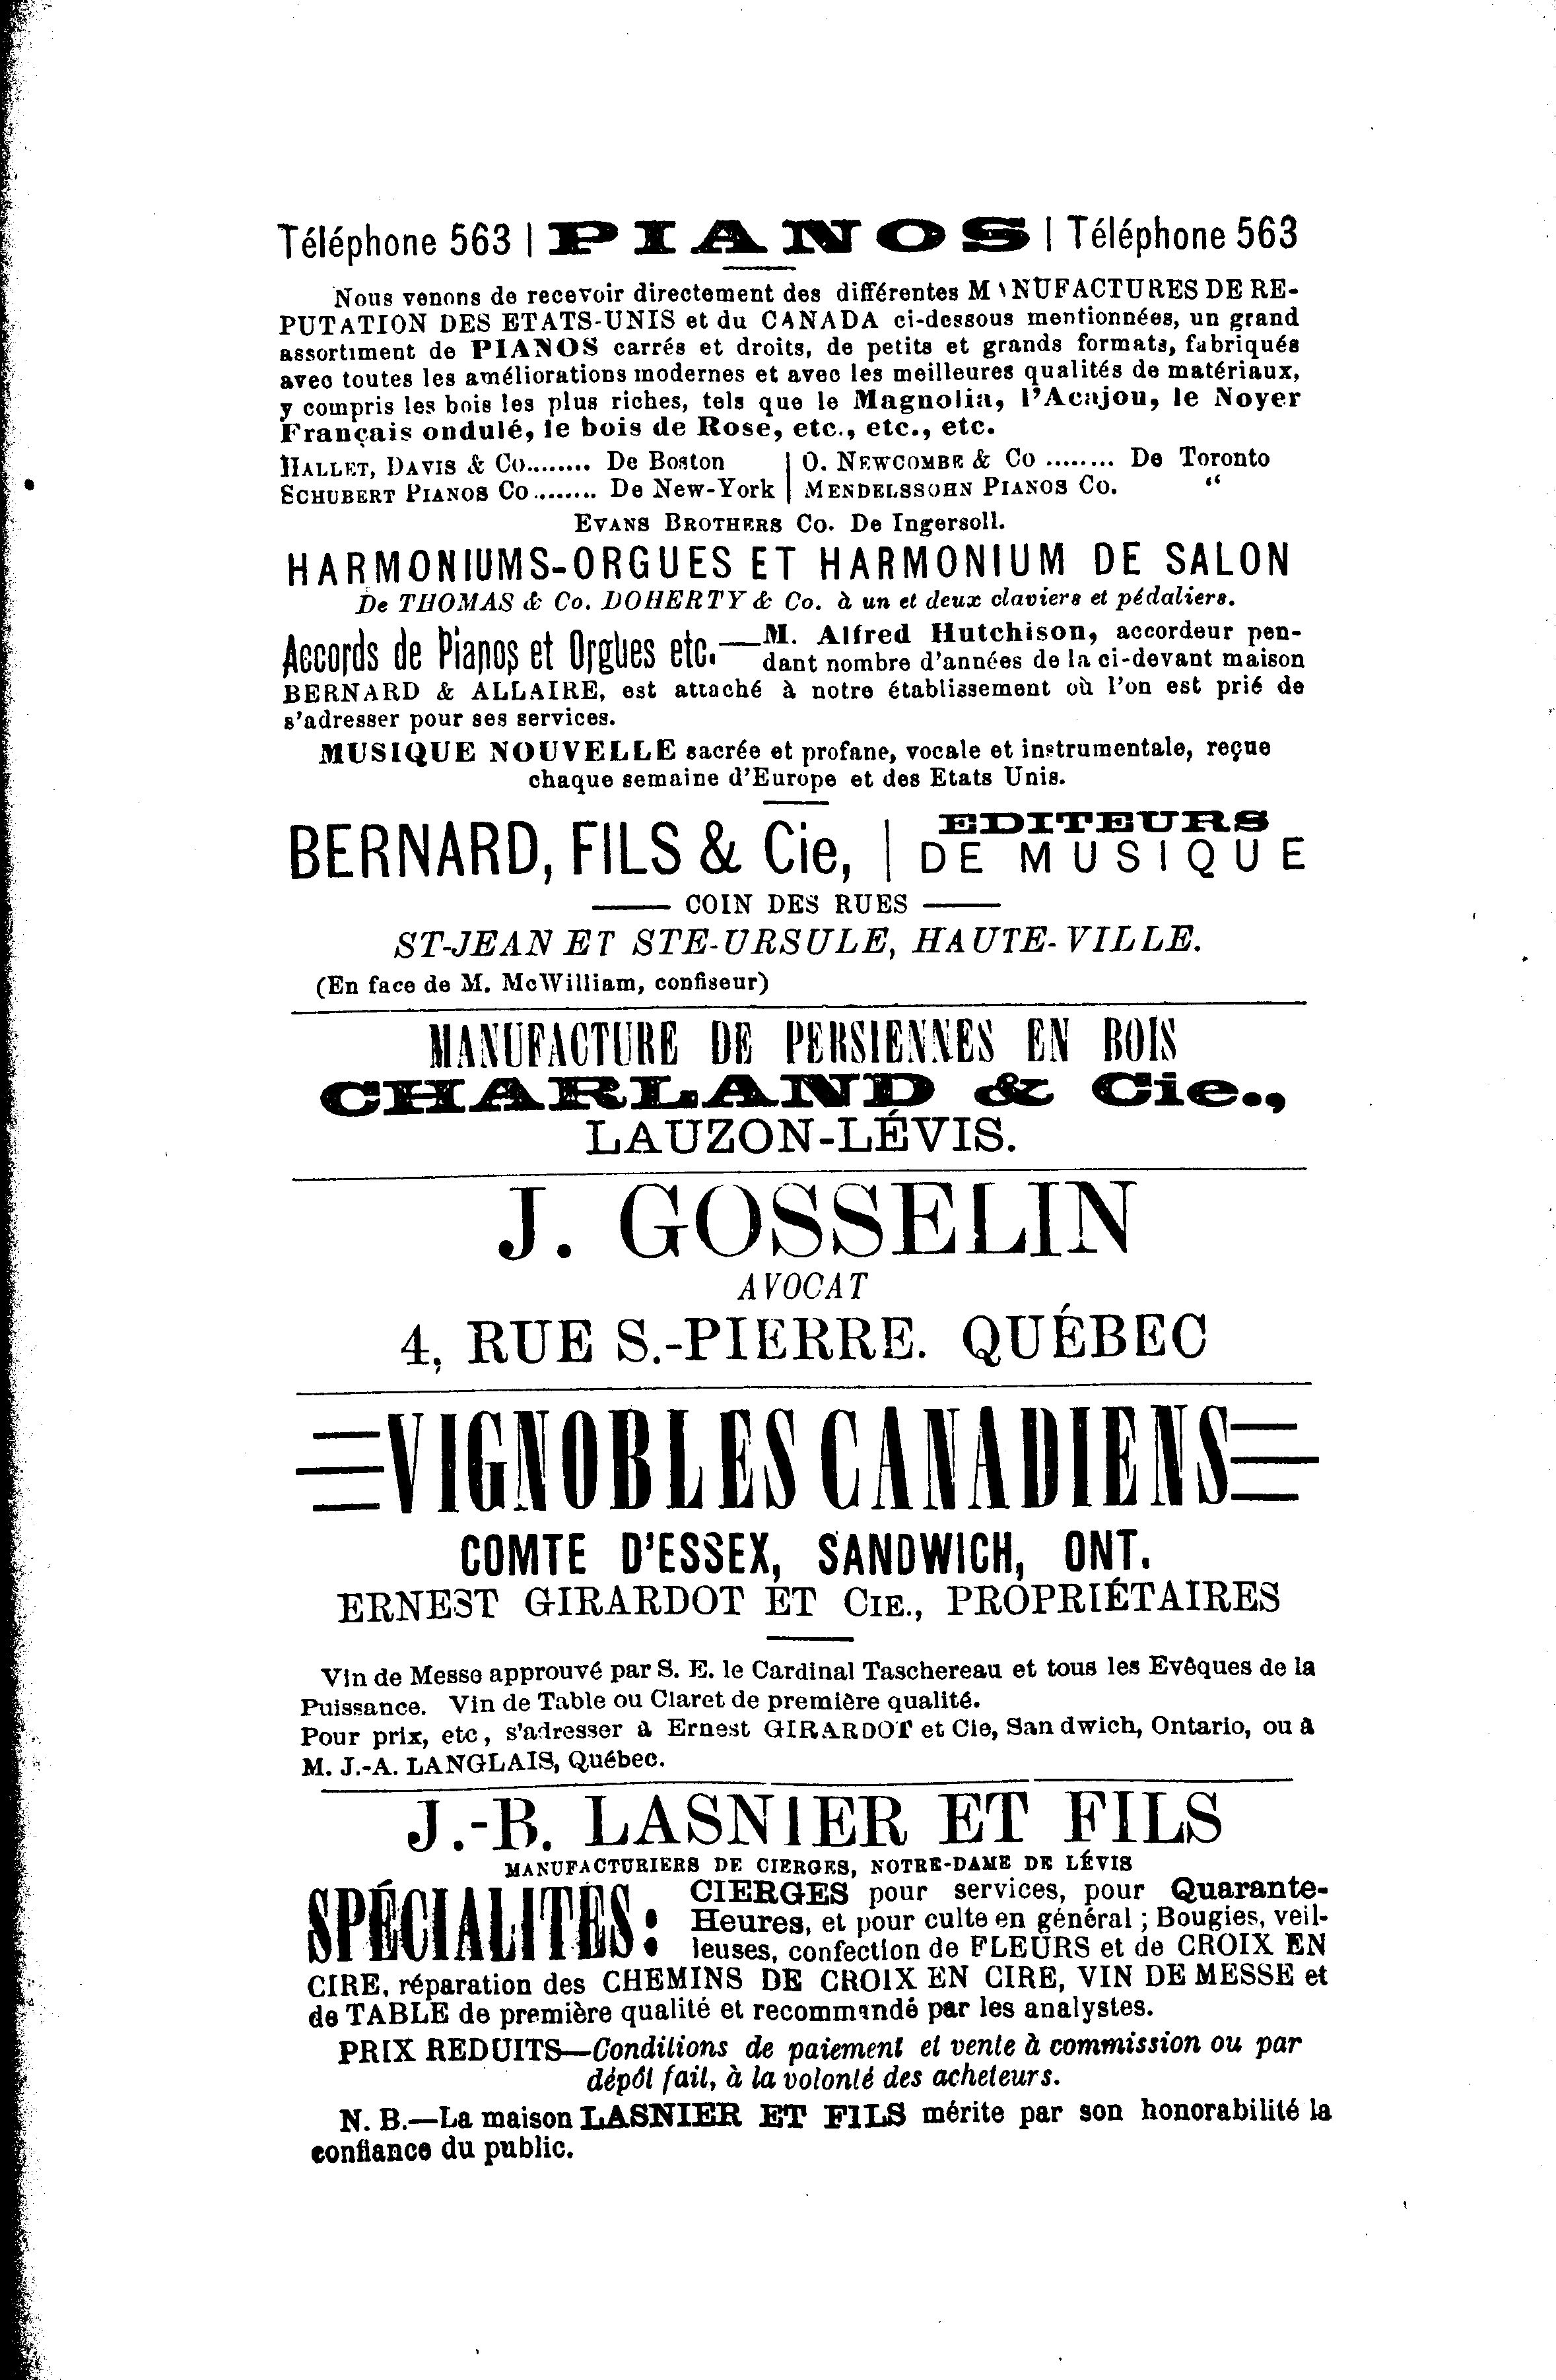 Téléphone 563 | PIANOS | Téléphone 563
Nous venons de recevoir directement des différentes MANUFACTURES DE RE-
PUTATION DES ETATS-UNIS et du CANADA ci-dessous mentionnées, un grand
assortiment de PIANOS carrés et droits, de petits et grands formats, fabriqués
avec toutes les améliorations modernes et avec les meilleures qualités de matériaux,
y compris les bois les plus riches, tels que le Magnolia, l'Acajou, le Noyer
Français ondulé, le bois de Rose, etc., etc., etc.
HALLET, DAVIS & CO........ De Boston | O. NEWCOMBE & CO ........ De Toronto
SCHUBERT PIANOS CO........ De New-York | MENDELSSOHN PIANOS CO. "
EVANS BROTHERS CO. De Ingersoll.
HARMONIUMS-ORGUES ET HARMONIUM DE SALON
De THOMAS & Co. DOHERTY & Co. à un et deux claviers et pédaliers.
Accords de Pianos et Orgues etc.—M. Alfred Hutchison, accordeur pen-
dant nombre d'années de la ci-devant maison
BERNARD & ALLAIRE, est attaché à notre établissement où l'on est prié de
s'adresser pour ses services.
MUSIQUE NOUVELLE sacrée et profane, vocale et instrumentale, reçue
chaque semaine d'Europe et des Etats Unis.
BERNARD, FILS & Cie, | EDITEURS
DE MUSIQUE
—— COIN DES RUES ——
ST-JEAN ET STE-URSULE, HAUTE-VILLE.
(En face de M. McWilliam, confiseur)
MANUFACTURE DE PERSIENNES EN BOIS
CHARLAND & Cie.,
LAUZON-LÉVIS.
J. GOSSELIN
AVOCAT
4, RUE S.-PIERRE. QUÉBEC
VIGNOBLES CANADIENS
COMTE D'ESSEX, SANDWICH, ONT.
ERNEST GIRARDOT ET CIE., PROPRIÉTAIRES
Vin de Messe approuvé par S. E. le Cardinal Taschereau et tous les Evêques de la
Puissance. Vin de Table ou Claret de première qualité.
Pour prix, etc, s'adresser à Ernest GIRARDOT et Cie, Sandwich, Ontario, ou à
M. J.-A. LANGLAIS, Québec.
J.-B. LASNIER ET FILS
MANUFACTURIERS DE CIERGES, NOTRE-DAME DE LÉVIS
SPÉCIALITÉS: CIERGES pour services, pour Quarante-
Heures, et pour culte en général ; Bougies, veil-
leuses, confection de FLEURS et de CROIX EN
CIRE, réparation des CHEMINS DE CROIX EN CIRE, VIN DE MESSE et
de TABLE de première qualité et recommandé par les analystes.
PRIX REDUITS—Conditions de paiement et vente à commission ou par
dépôt fait, à la volonté des acheteurs.
N. B.—La maison LASNIER ET FILS mérite par son honorabilité la
confiance du public.